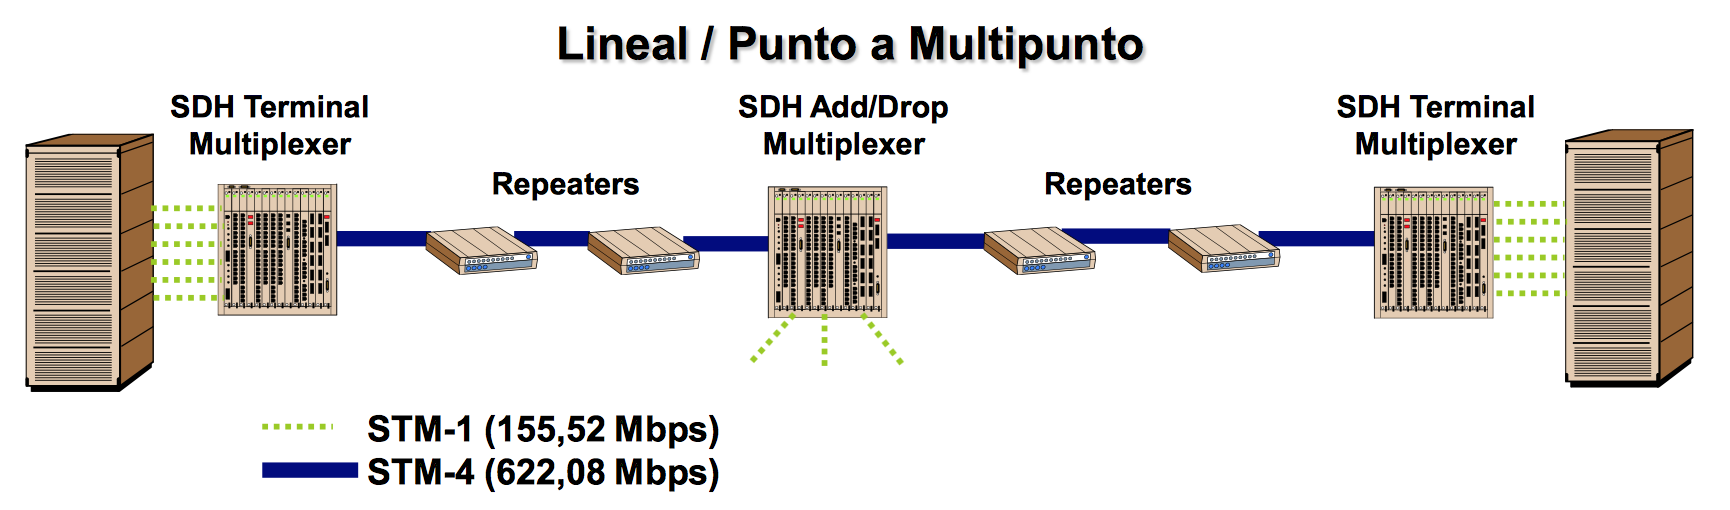 Lineal / Punto a Multipunto
SDH Terminal
Multiplexer
SDH Add/Drop
Multiplexer
SDH Terminal
Multiplexer
Repeaters
Repeaters
STM-1 (155,52 Mbps)
STM-4 (622,08 Mbps)